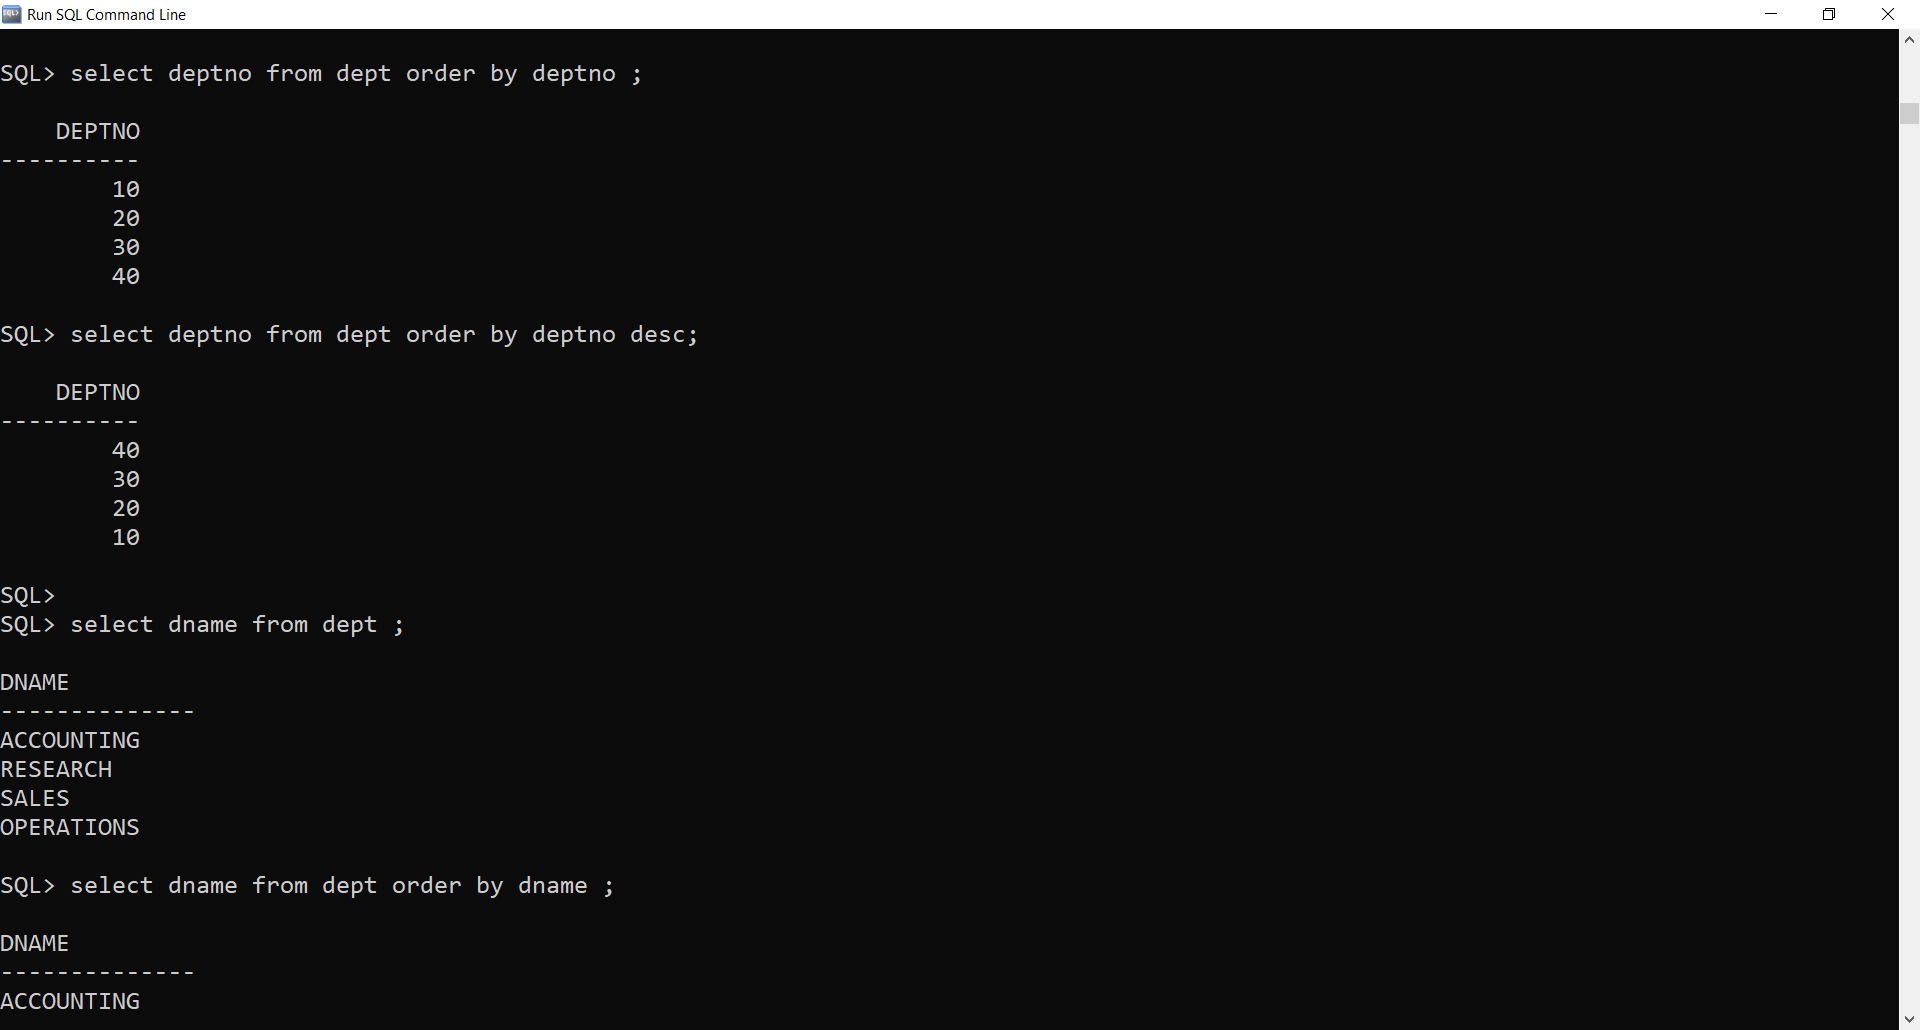 Run SQL Command Line
SQL> select deptno from dept order by deptno ;
DEPTNO
----------
10
20
30
40
SQL> select deptno from dept order by deptno desc;
DEPTNO
----------
40
30
20
10
SQL>
SQL> select dname from dept ;
DNAME
--------------
ACCOUNTING
RESEARCH
SALES
OPERATIONS
SQL> select dname from dept order by dname ;
DNAME
--------------
ACCOUNTING